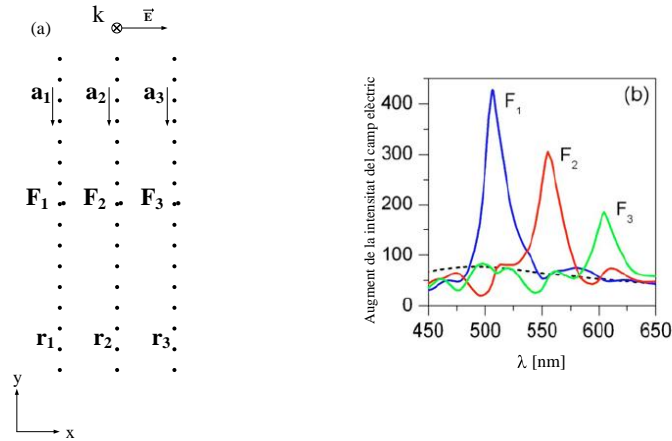 (a)
k
E
a1 a2 a3
F1 F2 F3
r1 r2 r3
y
x
(b)
Augment de la intensitat del camp elèctric
400
300
200
100
0
F1
F2
F3
450 500 550 600 650
λ [nm]